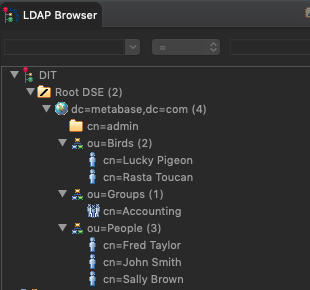 LDAP Browser
=
DIT
Root DSE (2)
dc=metabase,dc=com (4)
cn=admin
ou=Birds (2)
cn=Lucky Pigeon
cn=Rasta Toucan
ou=Groups (1)
cn=Accounting
ou=People (3)
cn=Fred Taylor
cn=John Smith
cn=Sally Brown